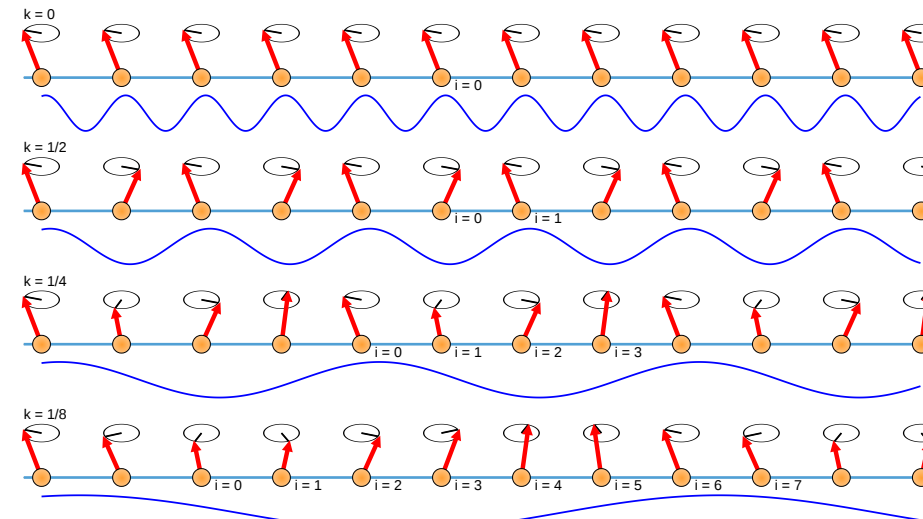 k = 0
i = 0
k = 1/2
i = 0 i = 1
k = 1/4
i = 0 i = 1 i = 2 i = 3
k = 1/8
i = 0 i = 1 i = 2 i = 3 i = 4 i = 5 i = 6 i = 7